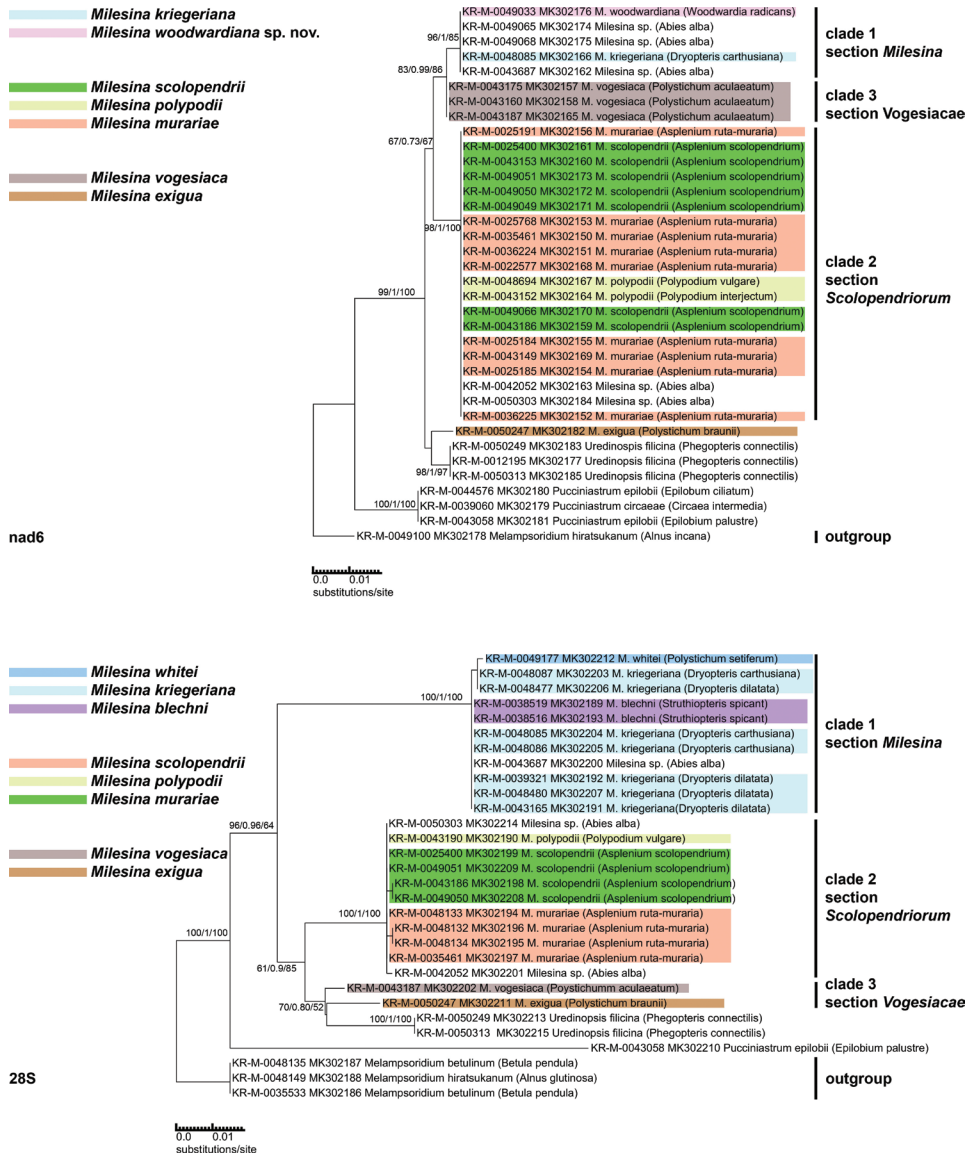 Milesina kriegeriana
Milesina woodwardiana sp. nov.
Milesina scolopendrii
Milesina polypodii
Milesina murariae
Milesina vogesiaca
Milesina exigua
KR-M-0049033 MK302176 M. woodwardiana (Woodwardia radicans)
KR-M-0049065 MK302174 Milesina sp. (Abies alba)
KR-M-0049068 MK302175 Milesina sp. (Abies alba)
KR-M-0048085 MK302166 M. kriegeriana (Dryopteris carthusiana)
KR-M-0043687 MK302162 Milesina sp. (Abies alba)
KR-M-0043175 MK302157 M. vogesiaca (Polystichum aculaeatum)
KR-M-0043160 MK302158 M. vogesiaca (Polystichum aculaeatum)
KR-M-0043187 MK302165 M. vogesiaca (Polystichum aculaeatum)
KR-M-0025191 MK302156 M. murariae (Asplenium ruta-muraria)
KR-M-0025400 MK302161 M. scolopendrii (Asplenium scolopendrium)
KR-M-0043153 MK302160 M. scolopendrii (Asplenium scolopendrium)
KR-M-0049051 MK302173 M. scolopendrii (Asplenium scolopendrium)
KR-M-0049050 MK302172 M. scolopendrii (Asplenium scolopendrium)
KR-M-0049049 MK302171 M. scolopendrii (Asplenium scolopendrium)
KR-M-0025768 MK302153 M. murariae (Asplenium ruta-muraria)
KR-M-0035461 MK302150 M. murariae (Asplenium ruta-muraria)
KR-M-0036224 MK302151 M. murariae (Asplenium ruta-muraria)
KR-M-0022577 MK302168 M. murariae (Asplenium ruta-muraria)
KR-M-0048694 MK302167 M. polypodii (Polypodium vulgare)
KR-M-0043152 MK302164 M. polypodii (Polypodium interjectum)
KR-M-0049066 MK302170 M. scolopendrii (Asplenium scolopendrium)
KR-M-0043186 MK302159 M. scolopendrii (Asplenium scolopendrium)
KR-M-0025184 MK302155 M. murariae (Asplenium ruta-muraria)
KR-M-0043149 MK302169 M. murariae (Asplenium ruta-muraria)
KR-M-0025185 MK302154 M. murariae (Asplenium ruta-muraria)
KR-M-0042052 MK302163 Milesina sp. (Abies alba)
KR-M-0050303 MK302184 Milesina sp. (Abies alba)
KR-M-0036225 MK302152 M. murariae (Asplenium ruta-muraria)
KR-M-0050247 MK302182 M. exigua (Polystichum braunii)
KR-M-0050249 MK302183 Uredinospis filicina (Phegopteris connectilis)
KR-M-0012195 MK302177 Uredinopsis filicina (Phegopteris connectilis)
KR-M-0050313 MK302185 Uredinopsis filicina (Phegopteris connectilis)
KR-M-0044576 MK302180 Pucciniastrum epilobii (Epilobum ciliatum)
KR-M-0039060 MK302179 Pucciniastrum circaeae (Circaea intermedia)
KR-M-0043058 MK302181 Pucciniastrum epilobii (Epilobium palustre)
KR-M-0049100 MK302178 Melampsoridium hiratsukanum (Alnus incana)
96/1/85
83/0.99/86
67/0.73/67
98/1/100
99/1/100
98/1/97
100/1/100
clade 1
section Milesina
clade 3
section Vogesiacae
clade 2
section
Scolopendriorum
outgroup
nad6
0.0 0.01
substitutions/site
Milesina whitei
Milesina kriegeriana
Milesina blechni
Milesina scolopendrii
Milesina polypodii
Milesina murariae
Milesina vogesiaca
Milesina exigua
KR-M-0049177 MK302212 M. whitei (Polystichum setiferum)
KR-M-0048087 MK302203 M. kriegeriana (Dryopteris carthusiana)
KR-M-0048477 MK302206 M. kriegeriana (Dryopteris dilatata)
KR-M-0038519 MK302189 M. blechni (Struthiopteris spicant)
KR-M-0038516 MK302193 M. blechni (Struthiopteris spicant)
KR-M-0048085 MK302204 M. kriegeriana (Dryopteris carthusiana)
KR-M-0048086 MK302205 M. kriegeriana (Dryopteris carthusiana)
KR-M-0043687 MK302200 Milesina sp. (Abies alba)
KR-M-0039321 MK302192 M. kriegeriana (Dryopteris dilatata)
KR-M-0048480 MK302207 M. kriegeriana (Dryopteris dilatata)
KR-M-0043165 MK302191 M. kriegeriana(Dryopteris dilatata)
KR-M-0050303 MK302214 Milesina sp. (Abies alba)
KR-M-0043190 MK302190 M. polypodii (Polypodium vulgare)
KR-M-0025400 MK302199 M. scolopendrii (Asplenium scolopendrium)
KR-M-0049051 MK302209 M. scolopendrii (Asplenium scolopendrium)
KR-M-0043186 MK302198 M. scolopendrii (Asplenium scolopendrium)
KR-M-0049050 MK302208 M. scolopendrii (Asplenium scolopendrium)
KR-M-0048133 MK302194 M. murariae (Asplenium ruta-muraria)
KR-M-0048132 MK302196 M. murariae (Asplenium ruta-muraria)
KR-M-0048134 MK302195 M. murariae (Asplenium ruta-muraria)
KR-M-0035461 MK302197 M. murariae (Asplenium ruta-muraria)
KR-M-0042052 MK302201 Milesina sp. (Abies alba)
KR-M-0043187 MK302202 M. vogesiaca (Poystichumm aculaeatum)
KR-M-0050247 MK302211 M. exigua (Polystichum braunii)
KR-M-0050249 MK302213 Uredinopsis filicina (Phegopteris connectilis)
KR-M-0050313 MK302215 Uredinopsis filicina (Phegopteris connectilis)
KR-M-0043058 MK302210 Pucciniastrum epilobii (Epilobium palustre)
KR-M-0048135 MK302187 Melampsoridium betulinum (Betula pendula)
KR-M-0048149 MK302188 Melampsoridium hiratsukanum (Alnus glutinosa)
KR-M-0035533 MK302186 Melampsoridium betulinum (Betula pendula)
100/1/100
96/0.96/64
100/1/100
100/1/100
61/0.9/85
70/0.80/52
100/1/100
clade 1
section Milesina
clade 2
section
Scolopendriorum
clade 3
section Vogesiacae
outgroup
28S
0.0 0.01
substitutions/site